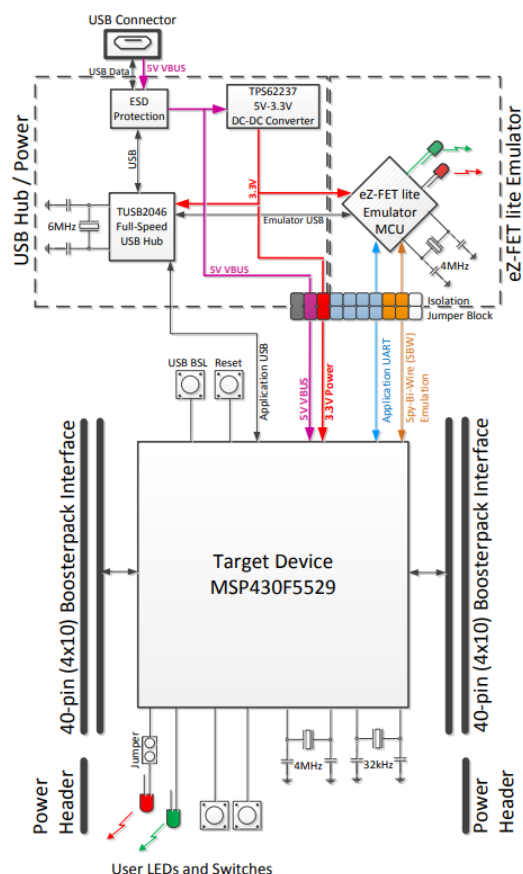 USB Connector
USB Data
5V VBUS
ESD
Protection
TPS62237
5V-3.3V
DC-DC Converter
USB Hub / Power
eZ-FET lite Emulator
USB
3.3V
eZ-FET lite
Emulator
MCU
6MHz
TUSB2046
Full-Speed
USB Hub
Emulator USB
4MHz
5V VBUS
Isolation
Jumper Block
USB BSL
Reset
Application USB
5V VBUS
3.3V Power
Application UART
Spy-Bi-Wire (SBW)
Emulation
40-pin (4x10) Boosterpack Interface
Target Device
MSP430F5529
40-pin (4x10) Boosterpack Interface
Jumper
4MHz
32kHz
Power
Header
Power
Header
User LEDs and Switches